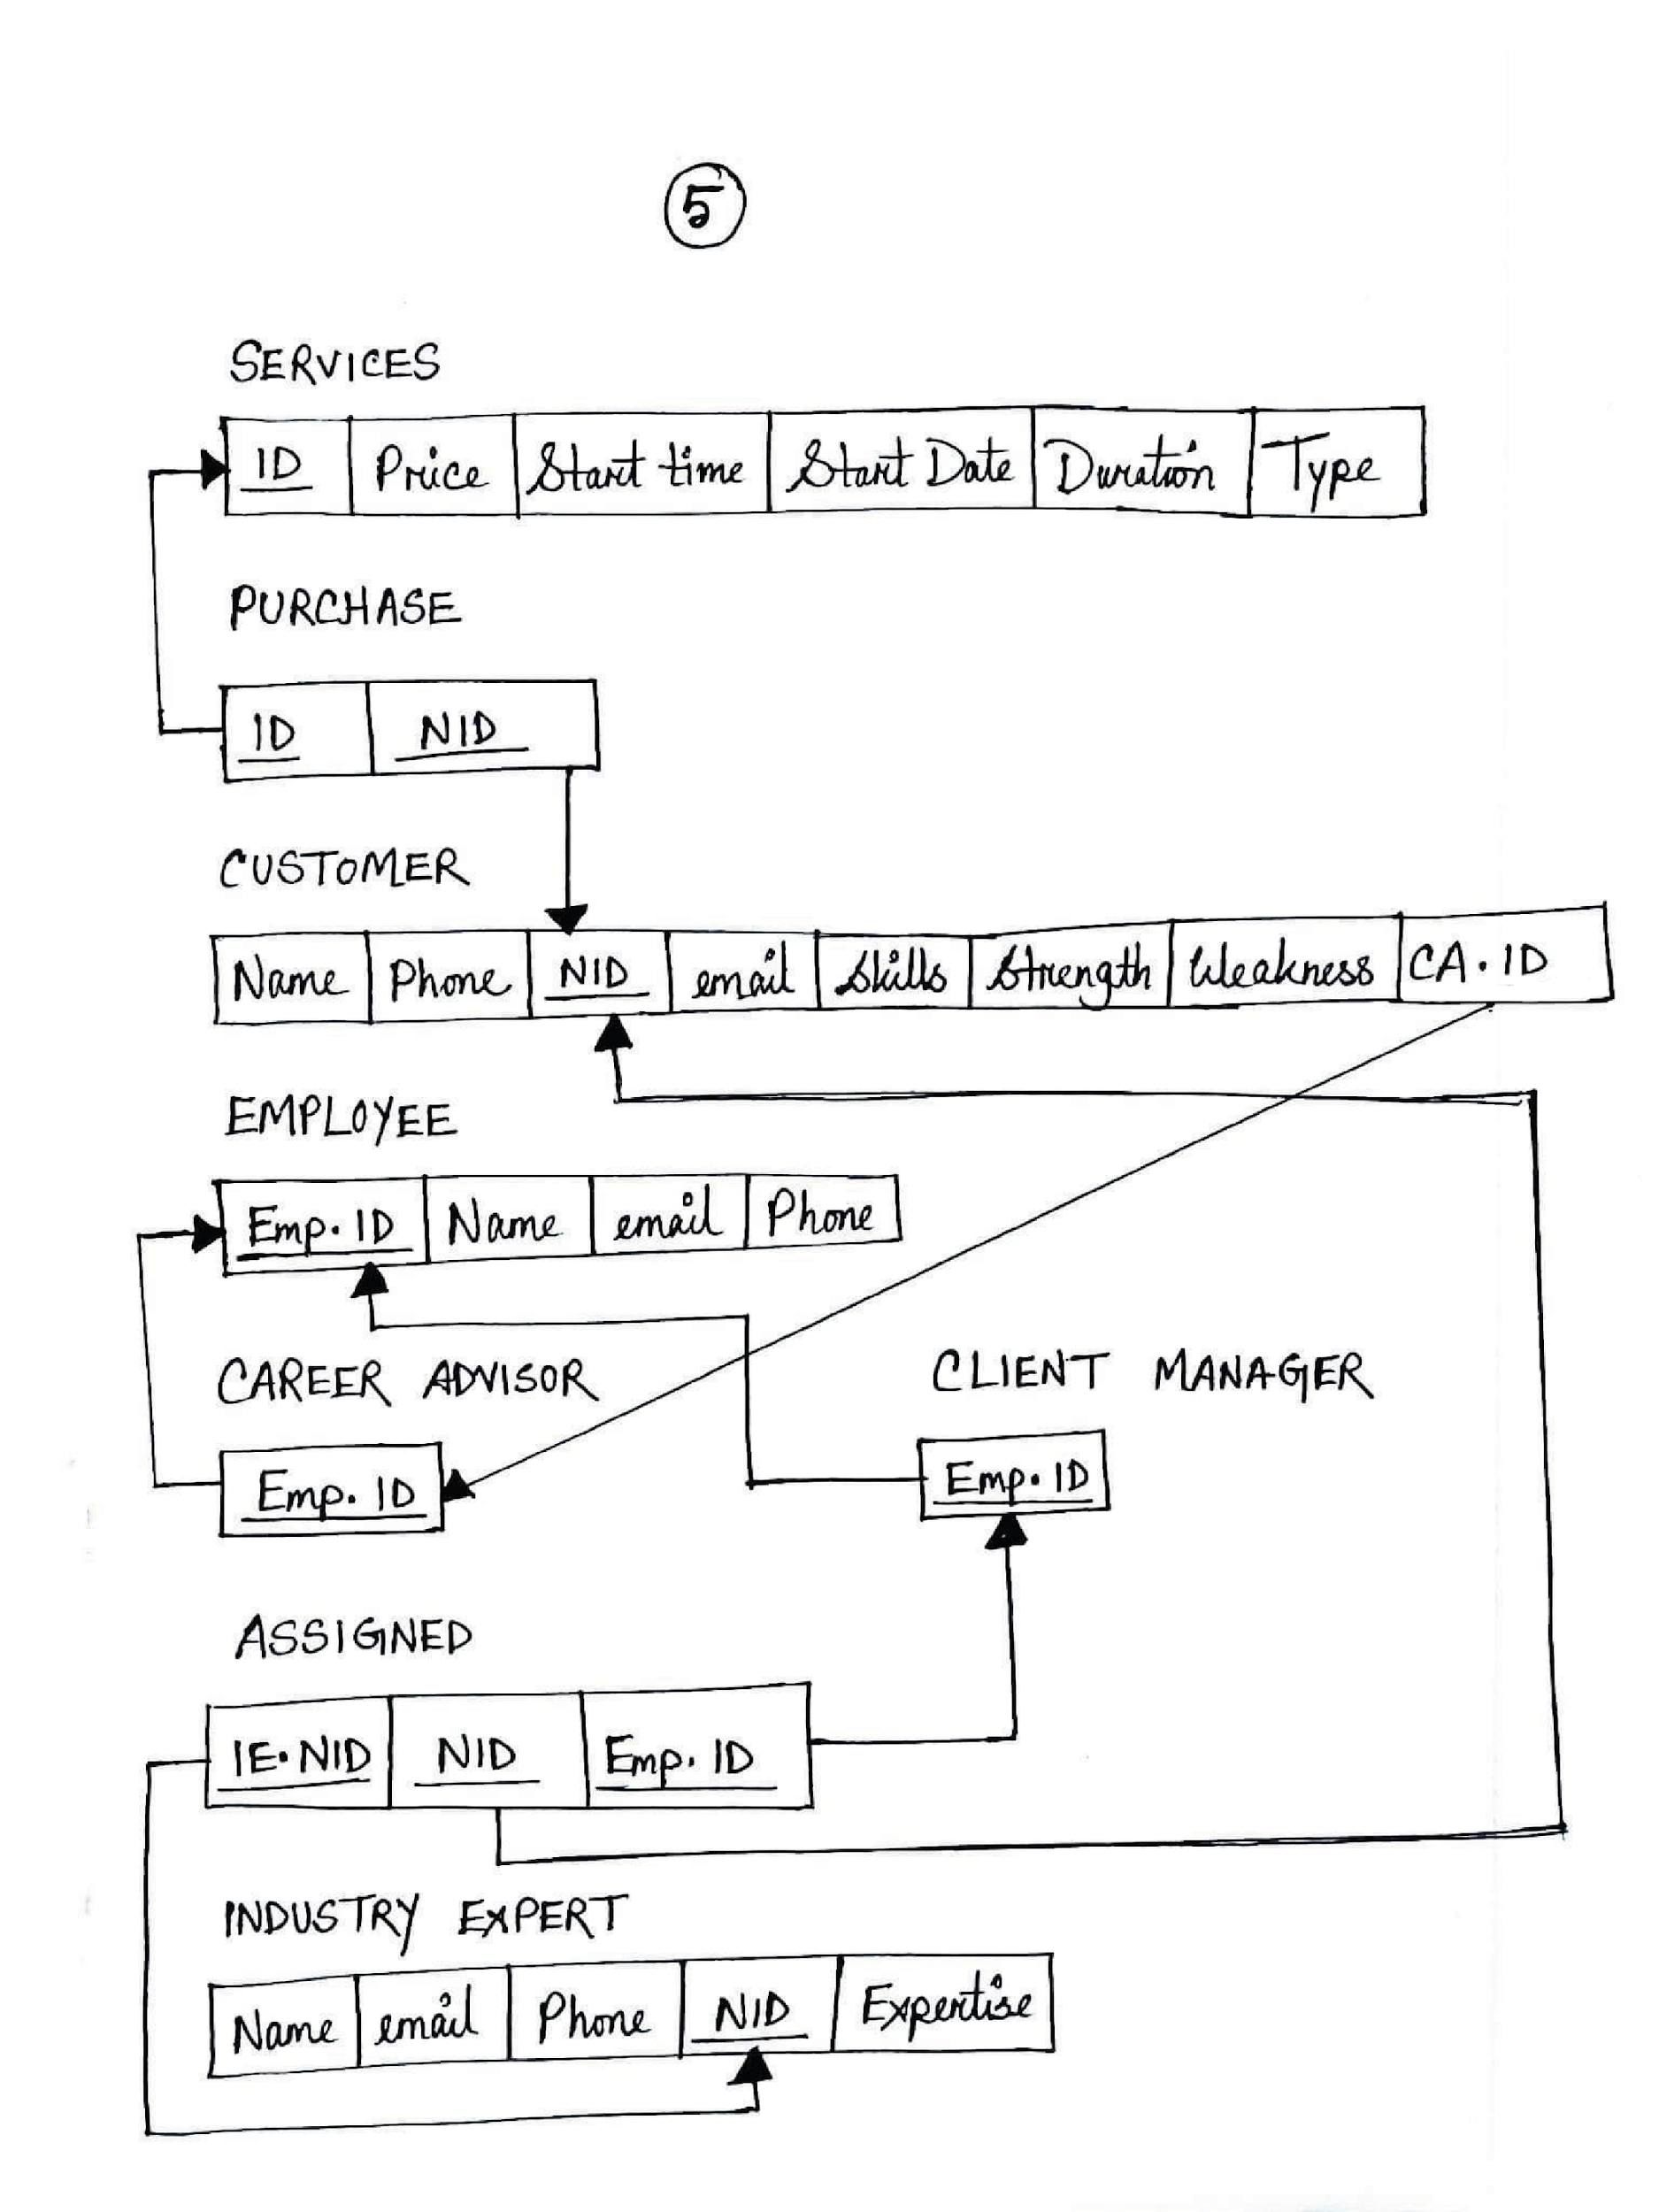 5
SERVICES
ID Price Start time Start Date Duration Type
PURCHASE
ID NID
CUSTOMER
Name Phone NID email Skills Strength Weakness CA. ID
EMPLOYEE
Emp. ID Name email Phone
CAREER ADVISOR CLIENT MANAGER
Emp. ID Emp. ID
ASSIGNED
IE. NID NID Emp. ID
INDUSTRY EXPERT
Name email Phone NID Expertise